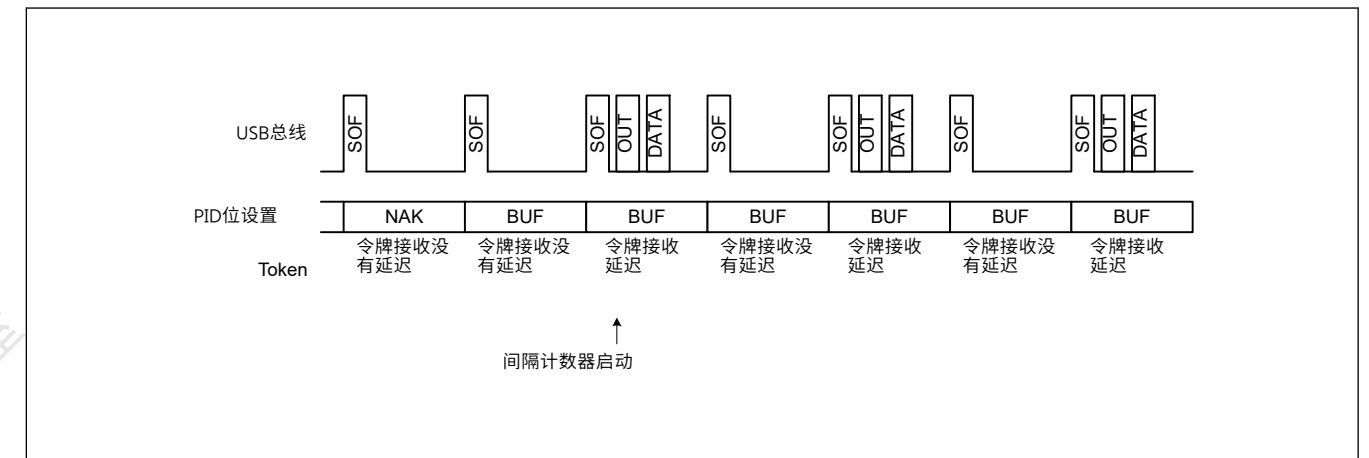 SOF SOF SOF OUT DATA SOF SOF OUT DATA SOF SOF OUT DATA
USB总线
PID位设置 NAK BUF BUF BUF BUF BUF BUF
令牌接收没 令牌接收没 令牌接收 令牌接收没 令牌接收 令牌接收没 令牌接收
有延迟 有延迟 延迟 有延迟 延迟 有延迟 延迟
Token
间隔计数器启动